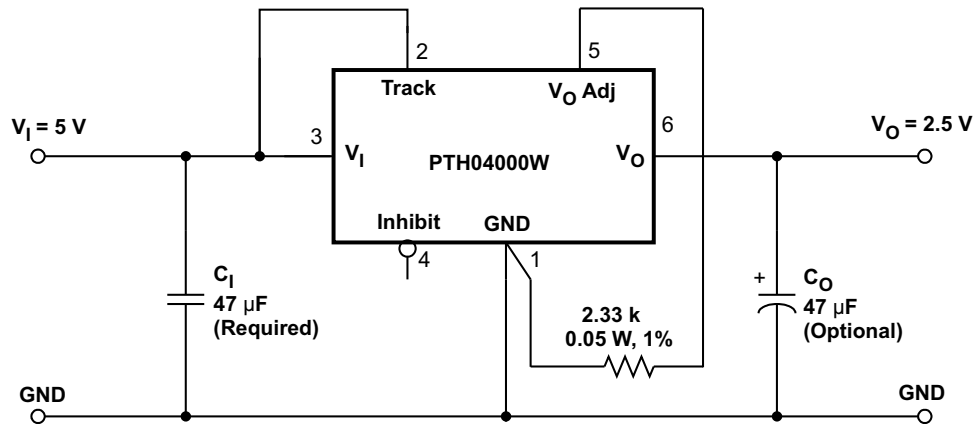 2
5
Track
V_O Adj
V_I = 5 V
3
6
V_O = 2.5 V
V_I
PTH04000W
V_O
Inhibit
GND
4
1
C_I
47 μF
(Required)
2.33 k
0.05 W, 1%
+
C_O
47 μF
(Optional)
GND
GND